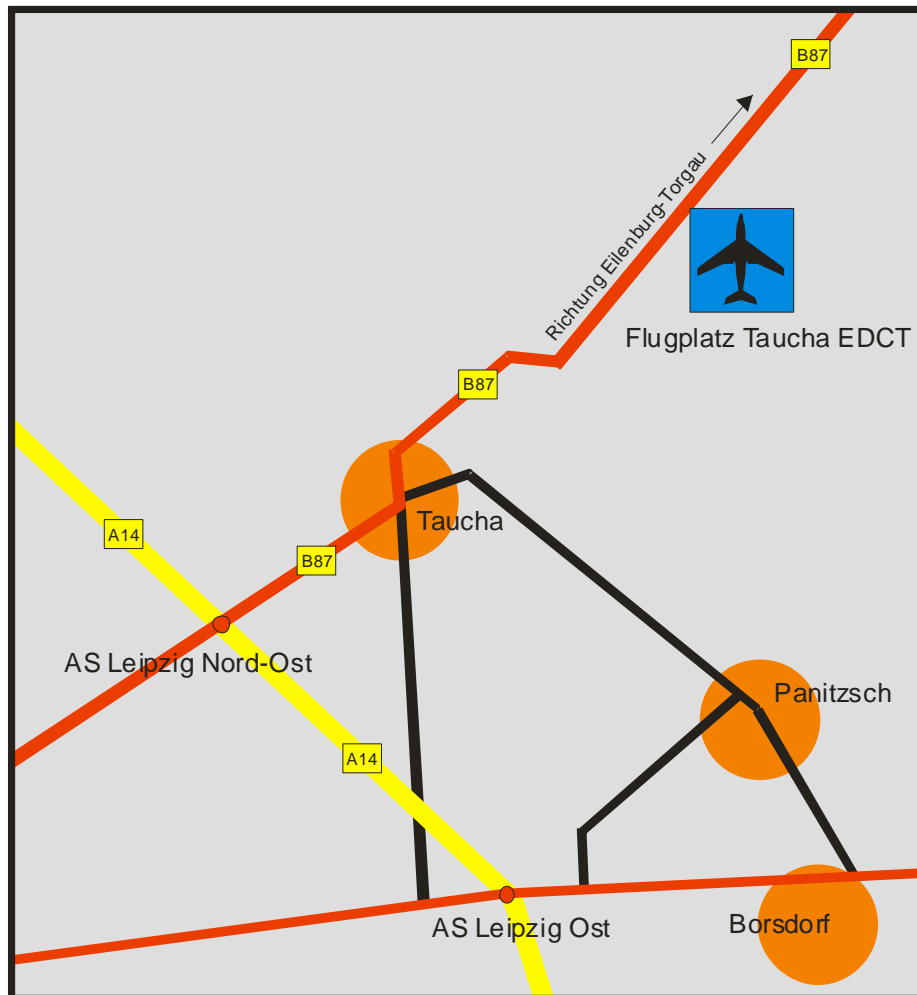 B87
Richtung Eilenburg-Torgau
Flugplatz Taucha EDCT
B87
Taucha
A14
B87
AS Leipzig Nord-Ost
Panitzsch
A14
AS Leipzig Ost
Borsdorf